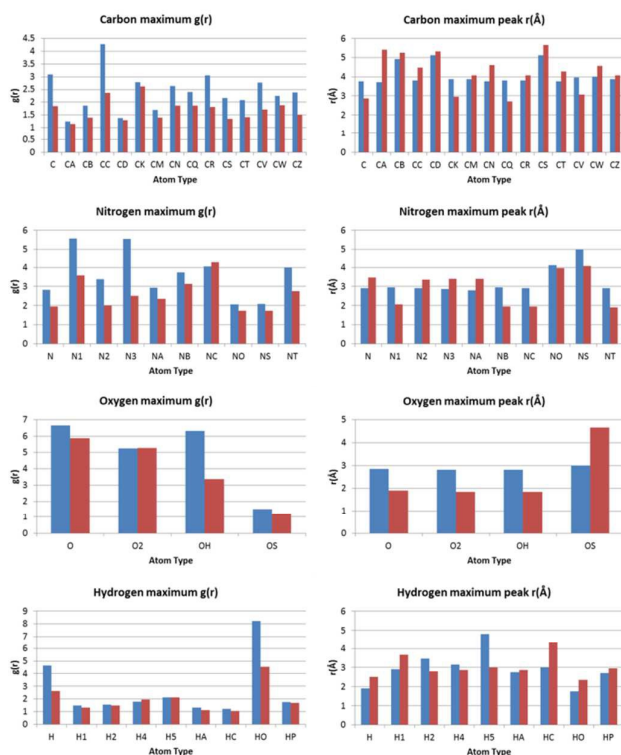 Carbon maximum g(r)
4.5
4
3.5
3
2.5
2
1.5
1
0.5
0
g(r)
C CA CB CC CD CK CM CN CQ CR CS CT CV CW CZ
Atom Type
Carbon maximum peak r(Å)
6
5
4
3
2
1
0
r(Å)
C CA CB CC CD CK CM CN CQ CR CS CT CV CW CZ
Atom Type
Nitrogen maximum g(r)
6
5
4
3
2
1
0
g(r)
N N1 N2 N3 NA NB NC NO NS NT
Atom Type
Nitrogen maximum peak r(Å)
6
5
4
3
2
1
0
r(Å)
N N1 N2 N3 NA NB NC NO NS NT
Atom Type
Oxygen maximum g(r)
7
6
5
4
3
2
1
0
g(r)
O O2 OH OS
Atom Type
Oxygen maximum peak r(Å)
5
4
3
2
1
0
r(Å)
O O2 OH OS
Atom Type
Hydrogen maximum g(r)
9
8
7
6
5
4
3
2
1
0
g(r)
H H1 H2 H4 H5 HA HC HO HP
Atom Type
Hydrogen maximum peak r(Å)
6
5
4
3
2
1
0
r(Å)
H H1 H2 H4 H5 HA HC HO HP
Atom Type